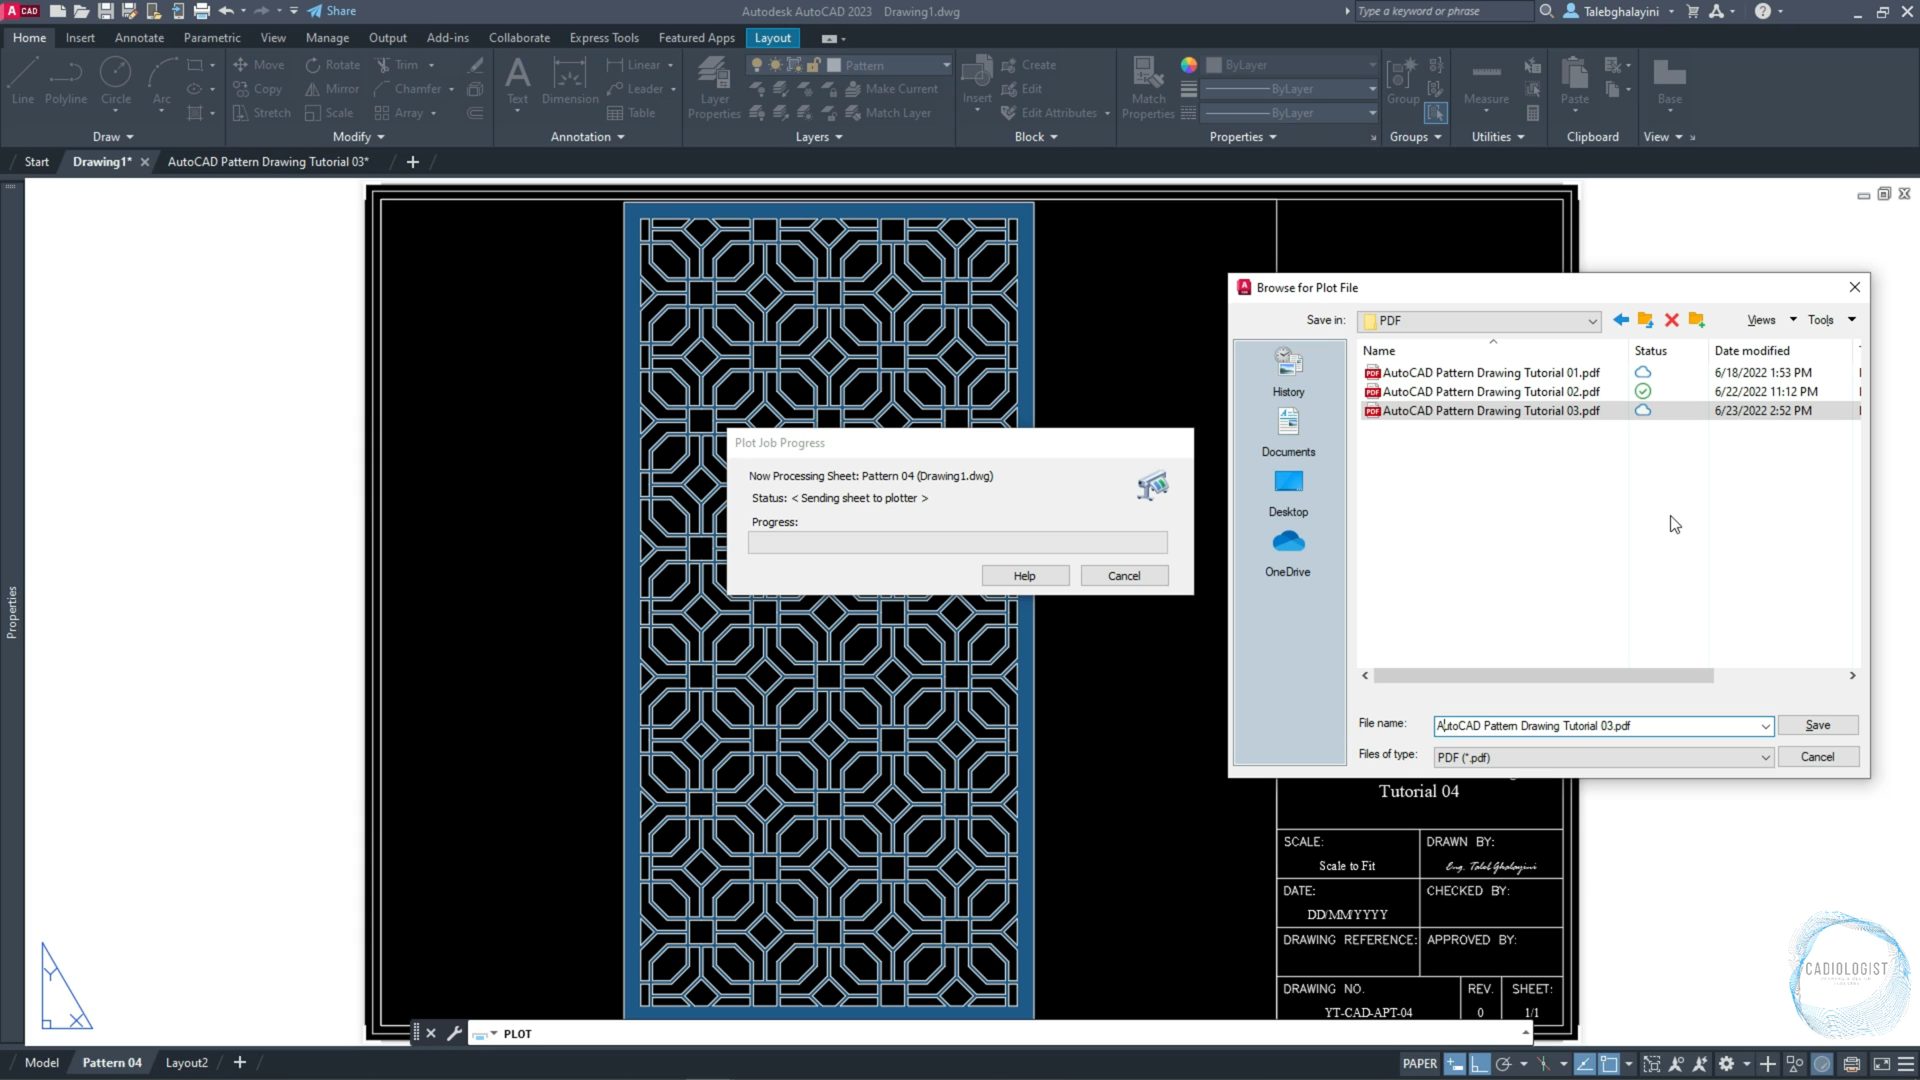 A CAD
Share
Autodesk AutoCAD 2023 Drawing1.dwg
Type a keyword or phrase
Talebghalayini
Home Insert Annotate Parametric View Manage Output Add-ins Collaborate Express Tools Featured Apps Layout
Line Polyline Circle Arc
Move Rotate Trim
Copy Mirror Chamfer
Stretch Scale Array
Text Dimension
Linear
Leader
Table
Layer Properties
Pattern
Make Current
Match Layer
Insert
Create
Edit
Edit Attributes
Match Properties
ByLayer
ByLayer
ByLayer
Group
Measure
Paste
Base
Draw Modify Annotation Layers Block Properties Groups Utilities Clipboard View
Start Drawing1* AutoCAD Pattern Drawing Tutorial 03*
Properties
Plot Job Progress
Now Processing Sheet: Pattern 04 (Drawing1.dwg)
Status: < Sending sheet to plotter >
Progress:
Help Cancel
Browse for Plot File
Save in: PDF
Views Tools
Name Status Date modified
AutoCAD Pattern Drawing Tutorial 01.pdf 6/18/2022 1:53 PM
AutoCAD Pattern Drawing Tutorial 02.pdf 6/22/2022 11:12 PM
AutoCAD Pattern Drawing Tutorial 03.pdf 6/23/2022 2:52 PM
History
Documents
Desktop
OneDrive
File name: AutoCAD Pattern Drawing Tutorial 03.pdf Save
Files of type: PDF (*.pdf) Cancel
Tutorial 04
SCALE: DRAWN BY:
Scale to Fit Eng. Taleb Ghalayini
DATE: CHECKED BY:
DD/MM/YYYY
DRAWING REFERENCE: APPROVED BY:
DRAWING NO. REV. SHEET:
YT-CAD-APT-04 0 1/1
Y
X
CADIOLOGIST
PLOT
Model Pattern 04 Layout2
PAPER